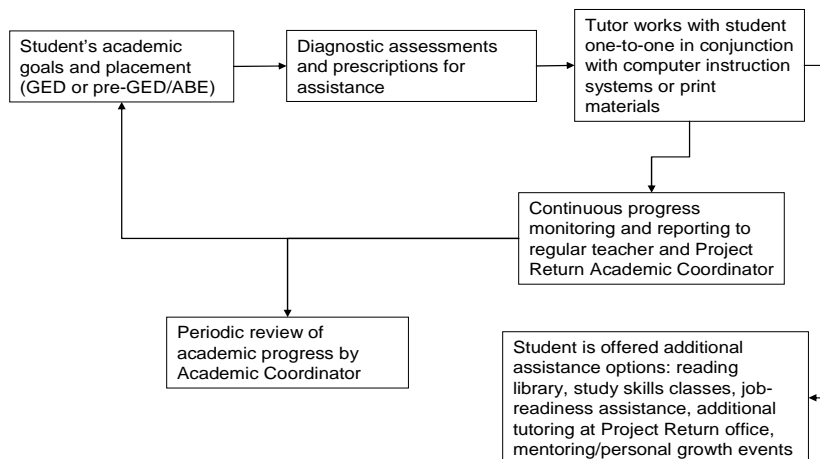 Student's academic
goals and placement
(GED or pre-GED/ABE)
Diagnostic assessments
and prescriptions for
assistance
Tutor works with student
one-to-one in conjunction
with computer instruction
systems or print
materials
Continuous progress
monitoring and reporting to
regular teacher and Project
Return Academic Coordinator
Periodic review of
academic progress by
Academic Coordinator
Student is offered additional
assistance options: reading
library, study skills classes, job-
readiness assistance, additional
tutoring at Project Return office,
mentoring/personal growth events